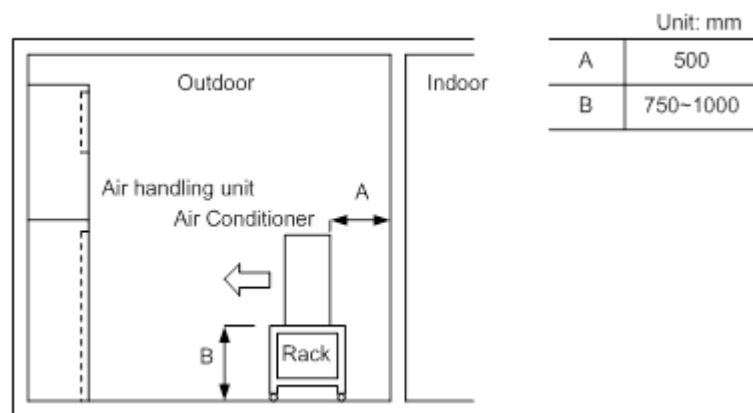 Unit: mm
A 500
B 750~1000
Outdoor
Indoor
Air handling unit
A
Air Conditioner
B
Rack